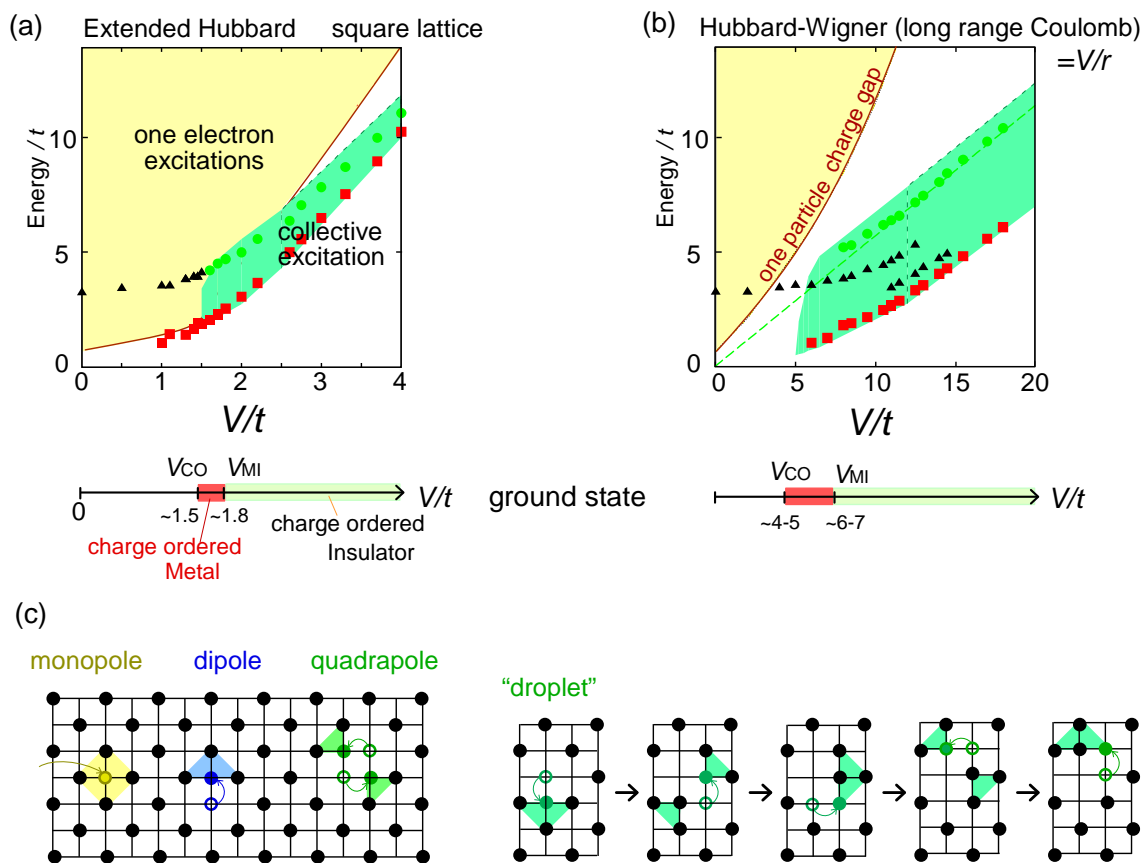 (a)
Extended Hubbard square lattice
Energy / t
10
5
0
one electron
excitations
collective
excitation
0 1 2 3 4
V/t
VCO VMI
V/t
0
~1.5 ~1.8
charge ordered
Metal
charge ordered
Insulator
ground state
(b)
Hubbard-Wigner (long range Coulomb)
=V/r
Energy / t
10
5
0
one particle charge gap
0 5 10 15 20
V/t
VCO VMI
V/t
~4-5 ~6-7
(c)
monopole dipole quadrapole
"droplet"